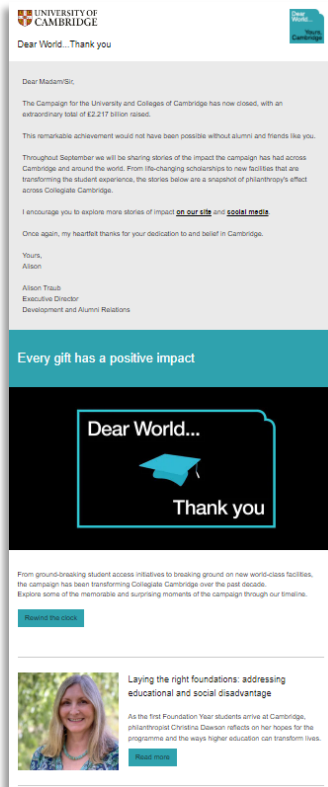 UNIVERSITY OF
CAMBRIDGE
Dear
World...
Yours,
Cambridge
Dear World...Thank you
Dear Madam/Sir,
The Campaign for the University and Colleges of Cambridge has now closed, with an
extraordinary total of £2.217 billion raised.
This remarkable achievement would not have been possible without alumni and friends like you.
Throughout September we will be sharing stories of the impact the campaign has had across
Cambridge and around the world. From life-changing scholarships to new facilities that are
transforming the student experience, the stories below are a snapshot of philanthropy's effect
across Collegiate Cambridge.
I encourage you to explore more stories of impact on our site and social media.
Once again, my heartfelt thanks for your dedication to and belief in Cambridge.
Yours,
Alison
Alison Traub
Executive Director
Development and Alumni Relations
Every gift has a positive impact
Dear World...
Thank you
From ground-breaking student access initiatives to breaking ground on new world-class facilities,
the campaign has been transforming Collegiate Cambridge over the past decade.
Explore some of the memorable and surprising moments of the campaign through our timeline.
Rewind the clock
Laying the right foundations: addressing
educational and social disadvantage
As the first Foundation Year students arrive at Cambridge,
philanthropist Christina Dawson reflects on her hopes for the
programme and the ways higher education can transform lives.
Read more